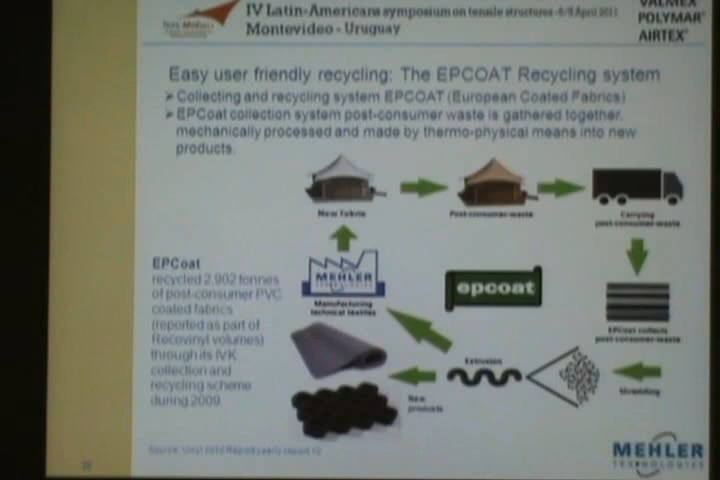 IV Latin-Americans symposium on tensile structures -6/8 April 2011
Montevideo - Uruguay
VALMEX
POLYMAR
AIRTEX
Easy user friendly recycling: The EPCOAT Recycling system
Collecting and recycling system EPCOAT (European Coated Fabrics)
EPCoat collection system post-consumer waste is gathered together,
mechanically processed and made by thermo-physical means into new
products.
New Fabric
Post-consumer-waste
Carrying
post-consumer-waste
EPCoat
recycled 2,902 tonnes
of post-consumer PVC
coated fabrics
(reported as part of
Recovinyl volumes)
through its IVK
collection and
recycling scheme
during 2009.
MEHLER
TECHNOLOGIES
Manufacturing
technical textiles
epcoat
EPCoat collects
post-consumer-waste
Extrusion
Shredding
New
products
MEHLER
TECHNOLOGIES